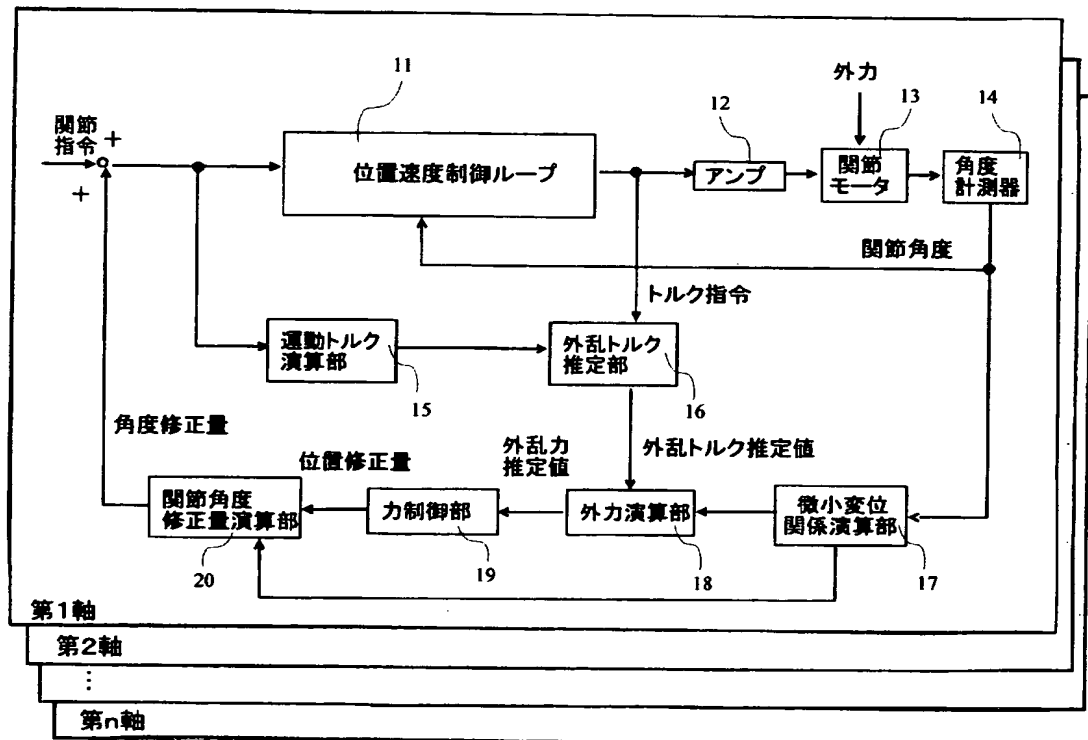 11
外力
12
13
14
関節
指令
+
+
位置速度制御ループ
アンプ
関節
モータ
角度
計測器
関節角度
トルク指令
運動トルク
演算部
外乱トルク
推定部
15
16
角度修正量
位置修正量
外乱力
推定値
外乱トルク推定値
関節角度
修正量演算部
力制御部
外力演算部
微小変位
関係演算部
20
19
18
17
第1軸
第2軸
⋮
第n軸